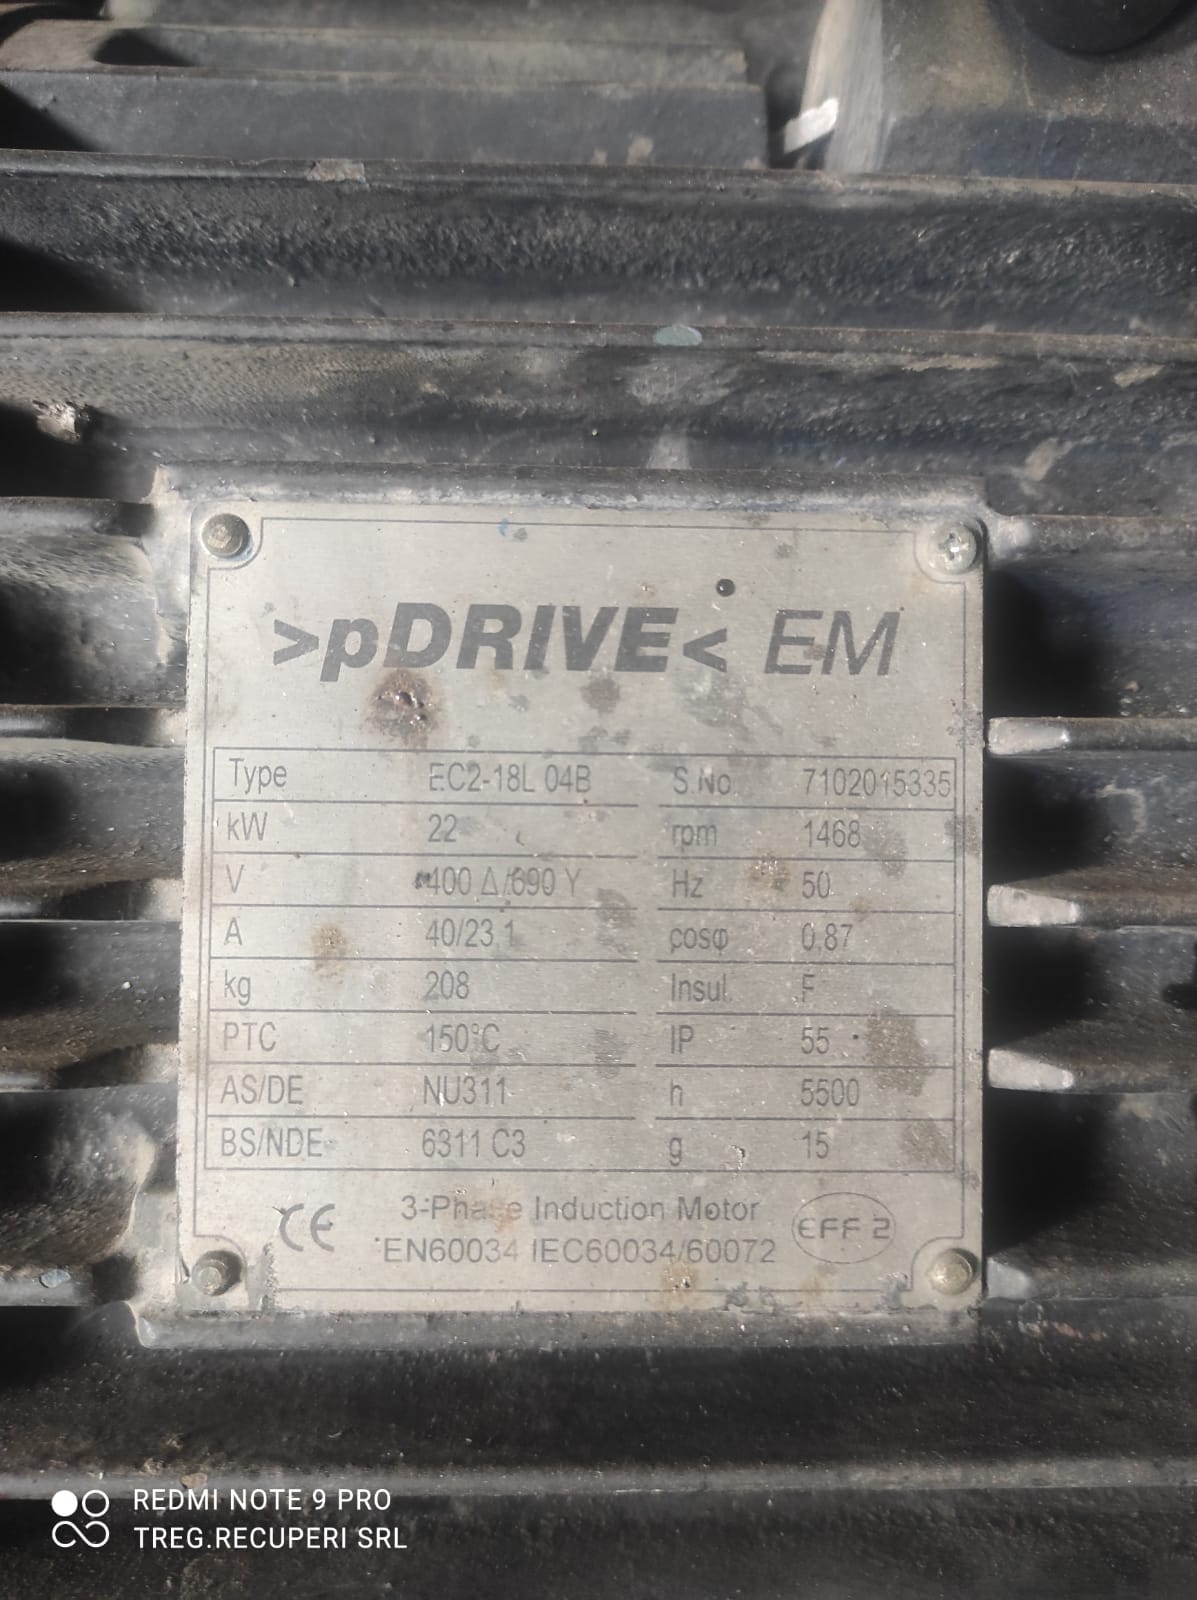 >pDRIVE< EM
Type EC2-18L 04B S.No 7102015335
kW 22 rpm 1468
V 400 Δ/690 Y Hz 50
A 40/23.1 cosφ 0.87
kg 208 Insul. F
PTC 150°C IP 55
AS/DE NU311 h 5500
BS/NDE 6311 C3 g 15
CE 3-Phase Induction Motor EFF 2
EN60034 IEC60034/60072
REDMI NOTE 9 PRO
TREG.RECUPERI SRL